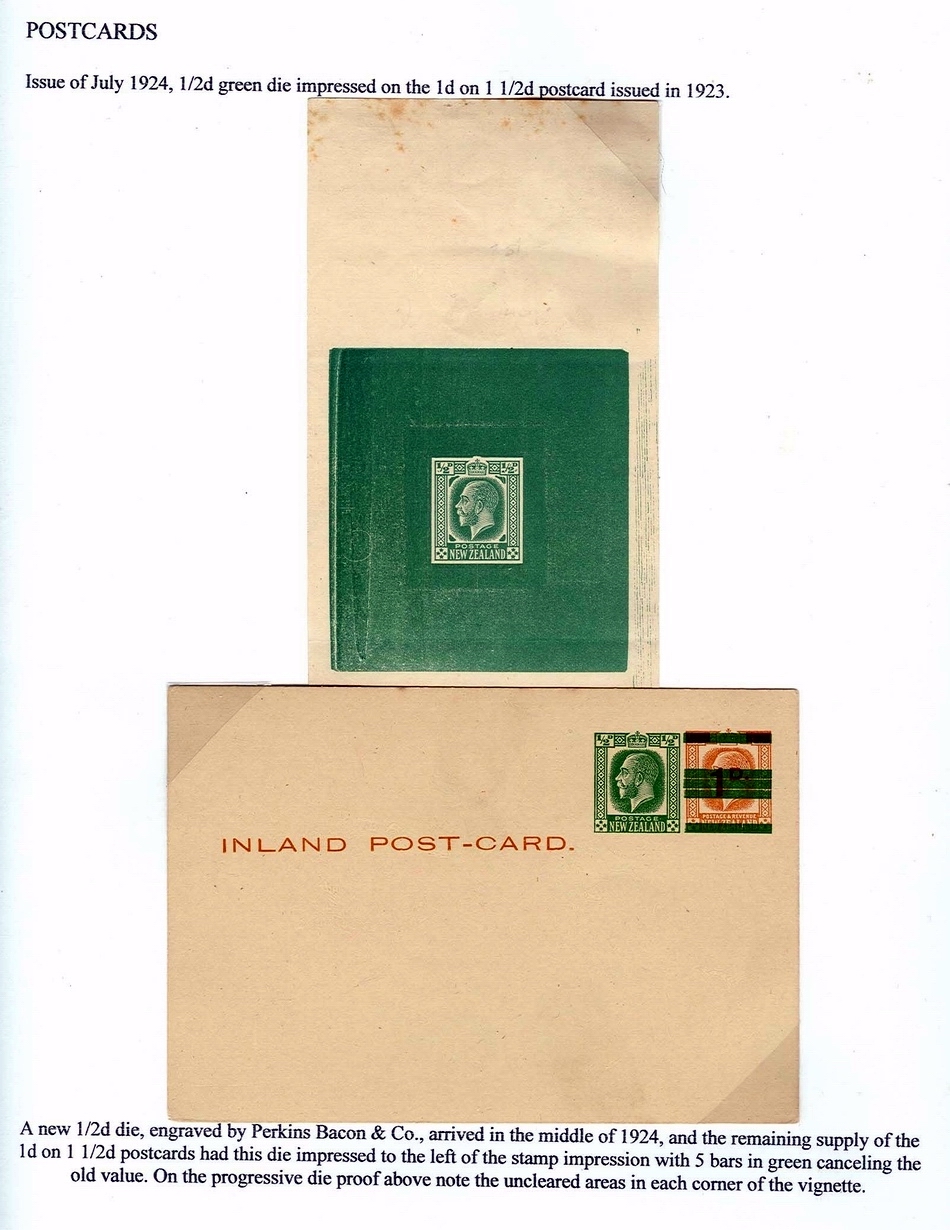 POSTCARDS
Issue of July 1924, 1/2d green die impressed on the 1d on 1 1/2d postcard issued in 1923.
½D ½D
POSTAGE
NEW ZEALAND
½D ½D
1D.
POSTAGE POSTAGE & REVENUE
NEW ZEALAND NEW ZEALAND
INLAND POST-CARD.
A new 1/2d die, engraved by Perkins Bacon & Co., arrived in the middle of 1924, and the remaining supply of the
1d on 1 1/2d postcards had this die impressed to the left of the stamp impression with 5 bars in green canceling the
old value. On the progressive die proof above note the uncleared areas in each corner of the vignette.